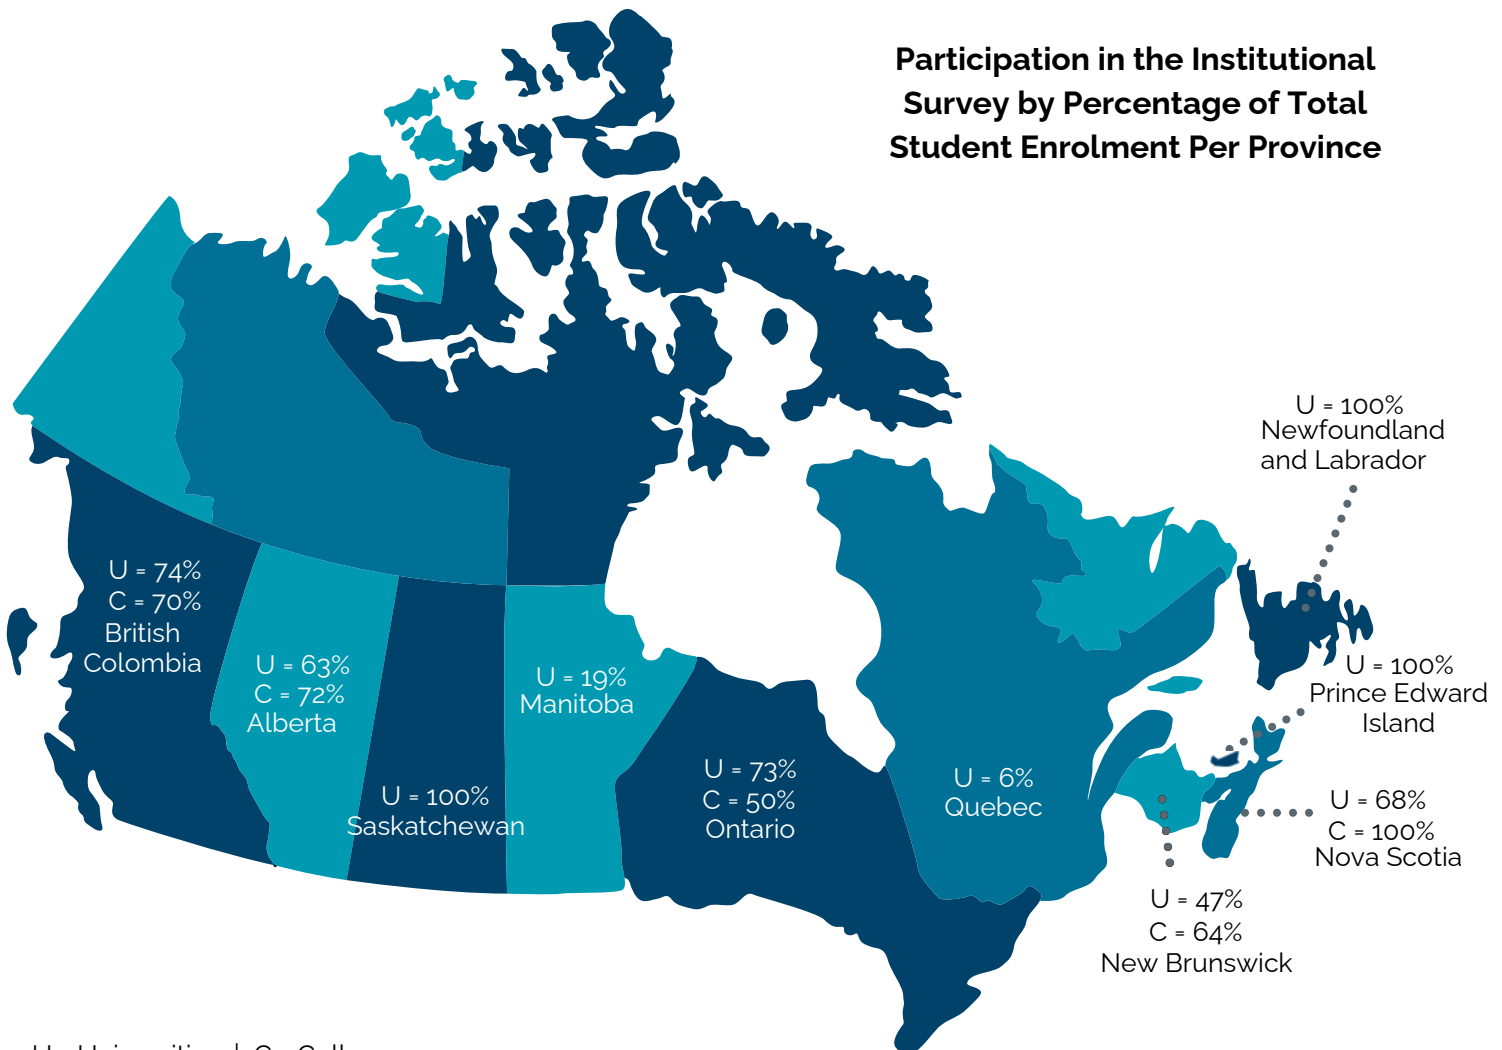 Participation in the Institutional
Survey by Percentage of Total
Student Enrolment Per Province
U = 100%
Newfoundland
and Labrador
U = 74%
C = 70%
British
Colombia
U = 63%
C = 72%
Alberta
U = 100%
Saskatchewan
U = 19%
Manitoba
U = 73%
C = 50%
Ontario
U = 6%
Quebec
U = 100%
Prince Edward
Island
U = 68%
C = 100%
Nova Scotia
U = 47%
C = 64%
New Brunswick